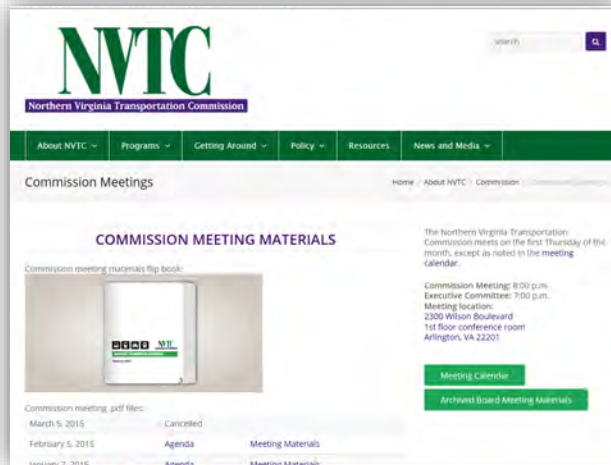 NVTC
Northern Virginia Transportation Commission
search
About NVTC
Programs
Getting Around
Policy
Resources
News and Media
Commission Meetings
Home / About NVTC / Commission /
COMMISSION MEETING MATERIALS
Commission meeting materials flip book:
NVTC
Commission meeting .pdf files:
March 5, 2015 Cancelled
February 5, 2015 Agenda Meeting Materials
January 7, 2015 Agenda Meeting Materials
The Northern Virginia Transportation
Commission meets on the first Thursday of the
month, except as noted in the meeting
calendar.
Commission Meeting: 8:00 p.m.
Executive Committee: 7:00 p.m.
Meeting location:
2300 Wilson Boulevard
1st floor conference room
Arlington, VA 22201
Meeting Calendar
Archived Board Meeting Materials